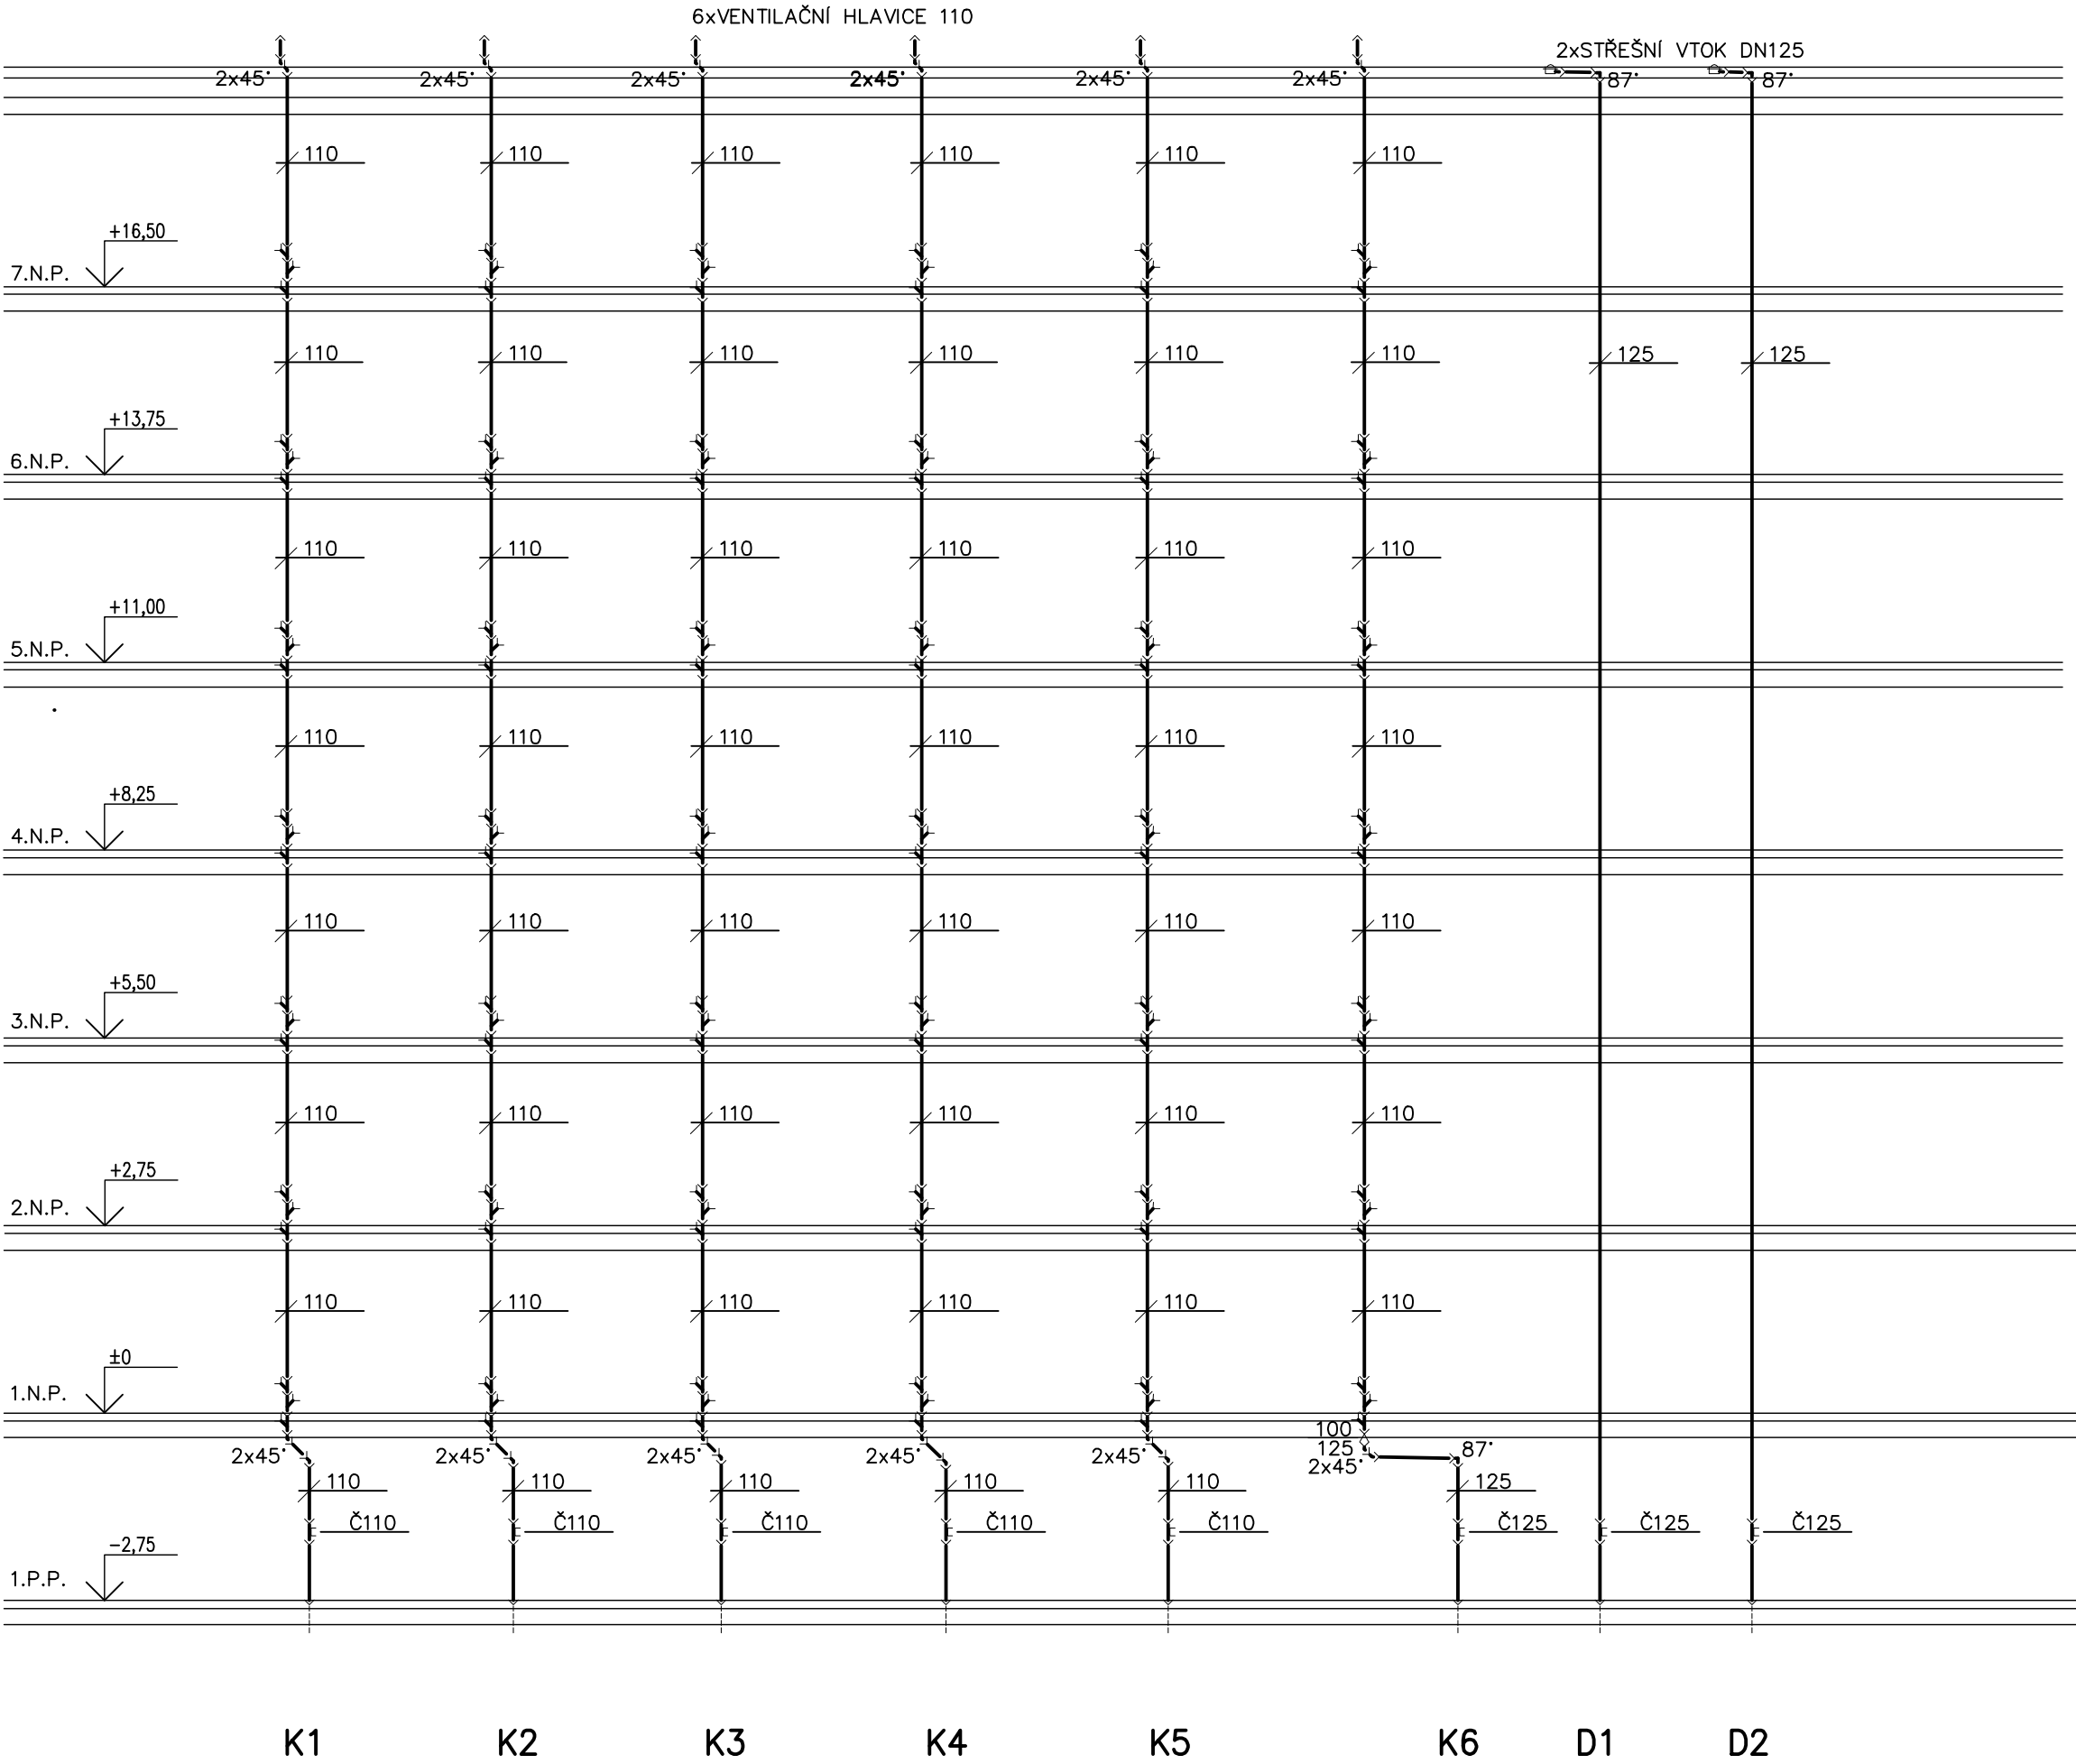 6xVENTILAČNÍ HLAVICE 110
2xSTŘEŠNÍ VTOK DN125
2x45° 2x45° 2x45° 2x45° 2x45° 2x45° 87° 87°
110 110 110 110 110 110
+16,50
7.N.P.
110 110 110 110 110 110 125 125
+13,75
6.N.P.
110 110 110 110 110 110
+11,00
5.N.P.
110 110 110 110 110 110
+8,25
4.N.P.
110 110 110 110 110 110
+5,50
3.N.P.
110 110 110 110 110 110
+2,75
2.N.P.
110 110 110 110 110 110
±0
1.N.P.
100
125 87°
2x45° 2x45° 2x45° 2x45° 2x45° 2x45°
110 110 110 110 110 125
Č110 Č110 Č110 Č110 Č110 Č125 Č125 Č125
-2,75
1.P.P.
K1 K2 K3 K4 K5 K6 D1 D2